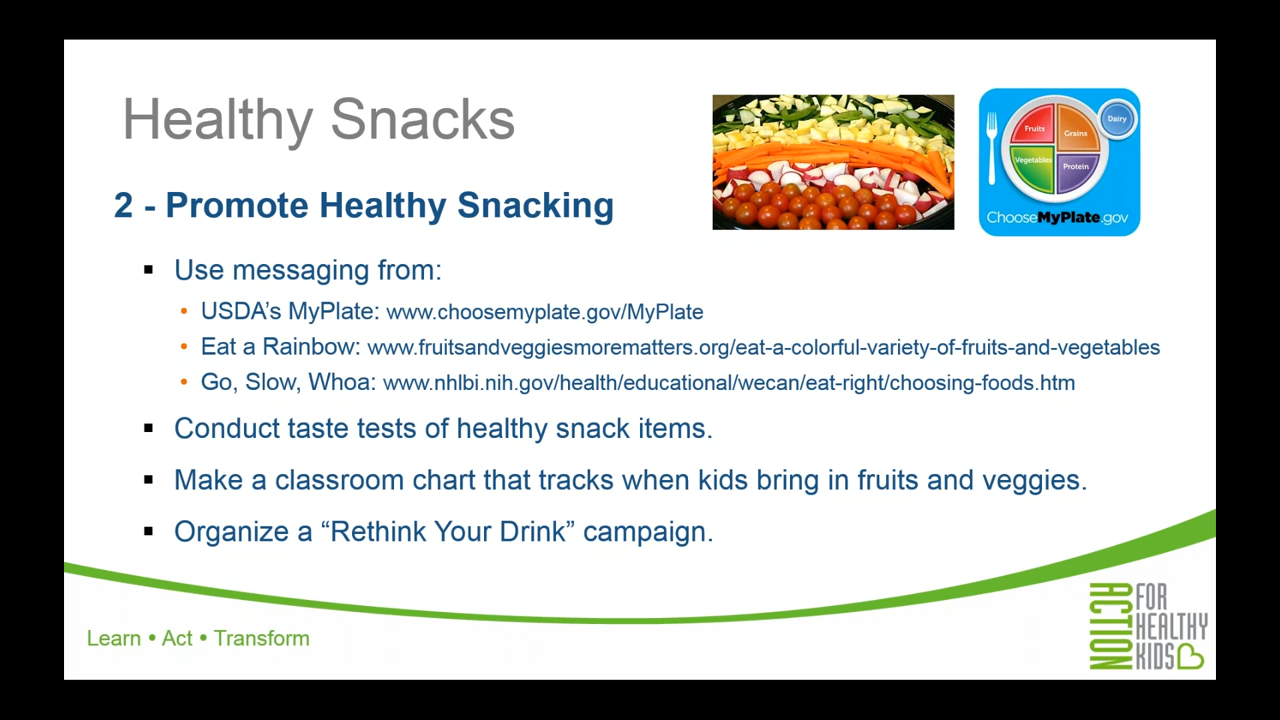 Healthy Snacks
Fruits
Grains
Dairy
Vegetables
Protein
ChooseMyPlate.gov
2 - Promote Healthy Snacking
▪ Use messaging from:
• USDA’s MyPlate: www.choosemyplate.gov/MyPlate
• Eat a Rainbow: www.fruitsandveggiesmorematters.org/eat-a-colorful-variety-of-fruits-and-vegetables
• Go, Slow, Whoa: www.nhlbi.nih.gov/health/educational/wecan/eat-right/choosing-foods.htm
▪ Conduct taste tests of healthy snack items.
▪ Make a classroom chart that tracks when kids bring in fruits and veggies.
▪ Organize a “Rethink Your Drink” campaign.
Learn • Act • Transform
ACTION
FOR
HEALTHY
KIDS